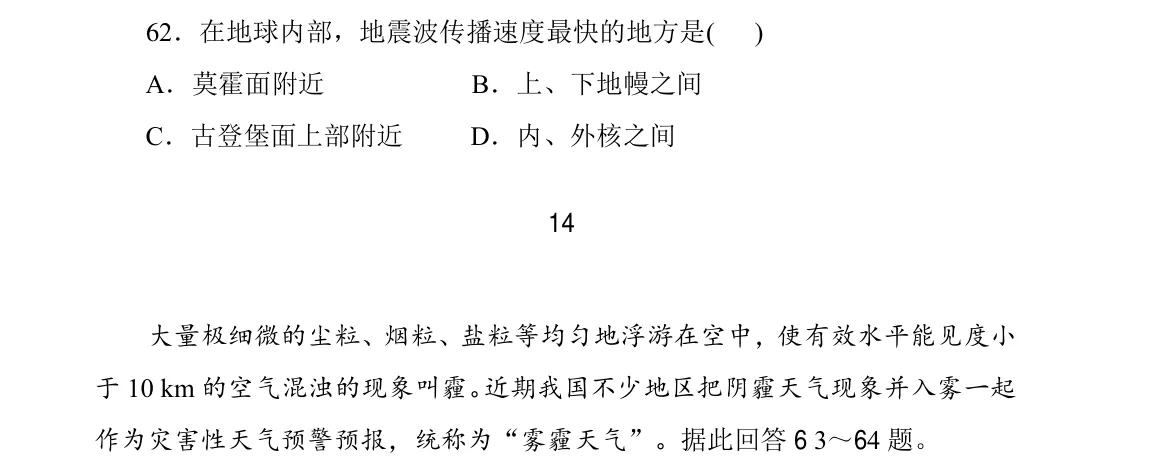 62．在地球内部，地震波传播速度最快的地方是(　)
A．莫霍面附近　B．上、下地幔之间
C．古登堡面上部附近　D．内、外核之间
14
大量极细微的尘粒、烟粒、盐粒等均匀地浮游在空中，使有效水平能见度小
于 10 km 的空气混浊的现象叫霾。近期我国不少地区把阴霾天气现象并入雾一起
作为灾害性天气预警预报，统称为“雾霾天气”。据此回答 6 3～64 题。